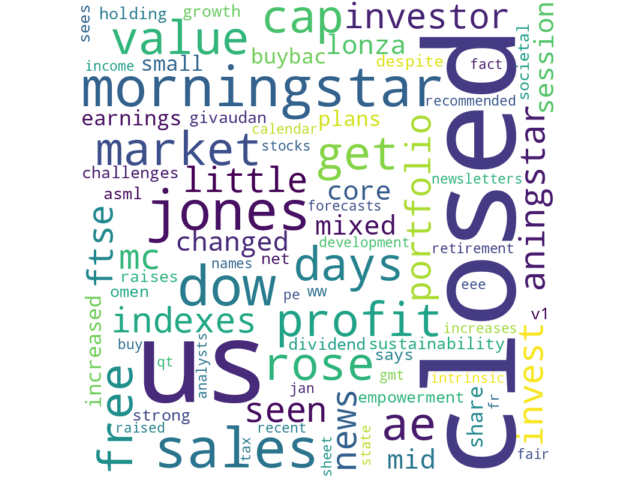 sees
holding
growth
cap
investor
session
value
lonza
buybac
income
small
despite
fact
societal
morningstar
recommended
closed
earnings
givaudan
plans
calendar
market
stocks
get
portfolio
aningstar
challenges
little
newsletters
asml
core
forecasts
jones
mixed
ftse
changed
development
retirement
mc
names
net
days
raises
dow
omen
pe
ww
eee
increased
indexes
profit
v1
increases
us
dividend
sustainability
buy
qt
analysts
rose
says
invest
free
gmt
intrinsic
jan
empowerment
share
fr
strong
seen
news
ae
raised
sales
tax
recent
sheet
state
mid
fair